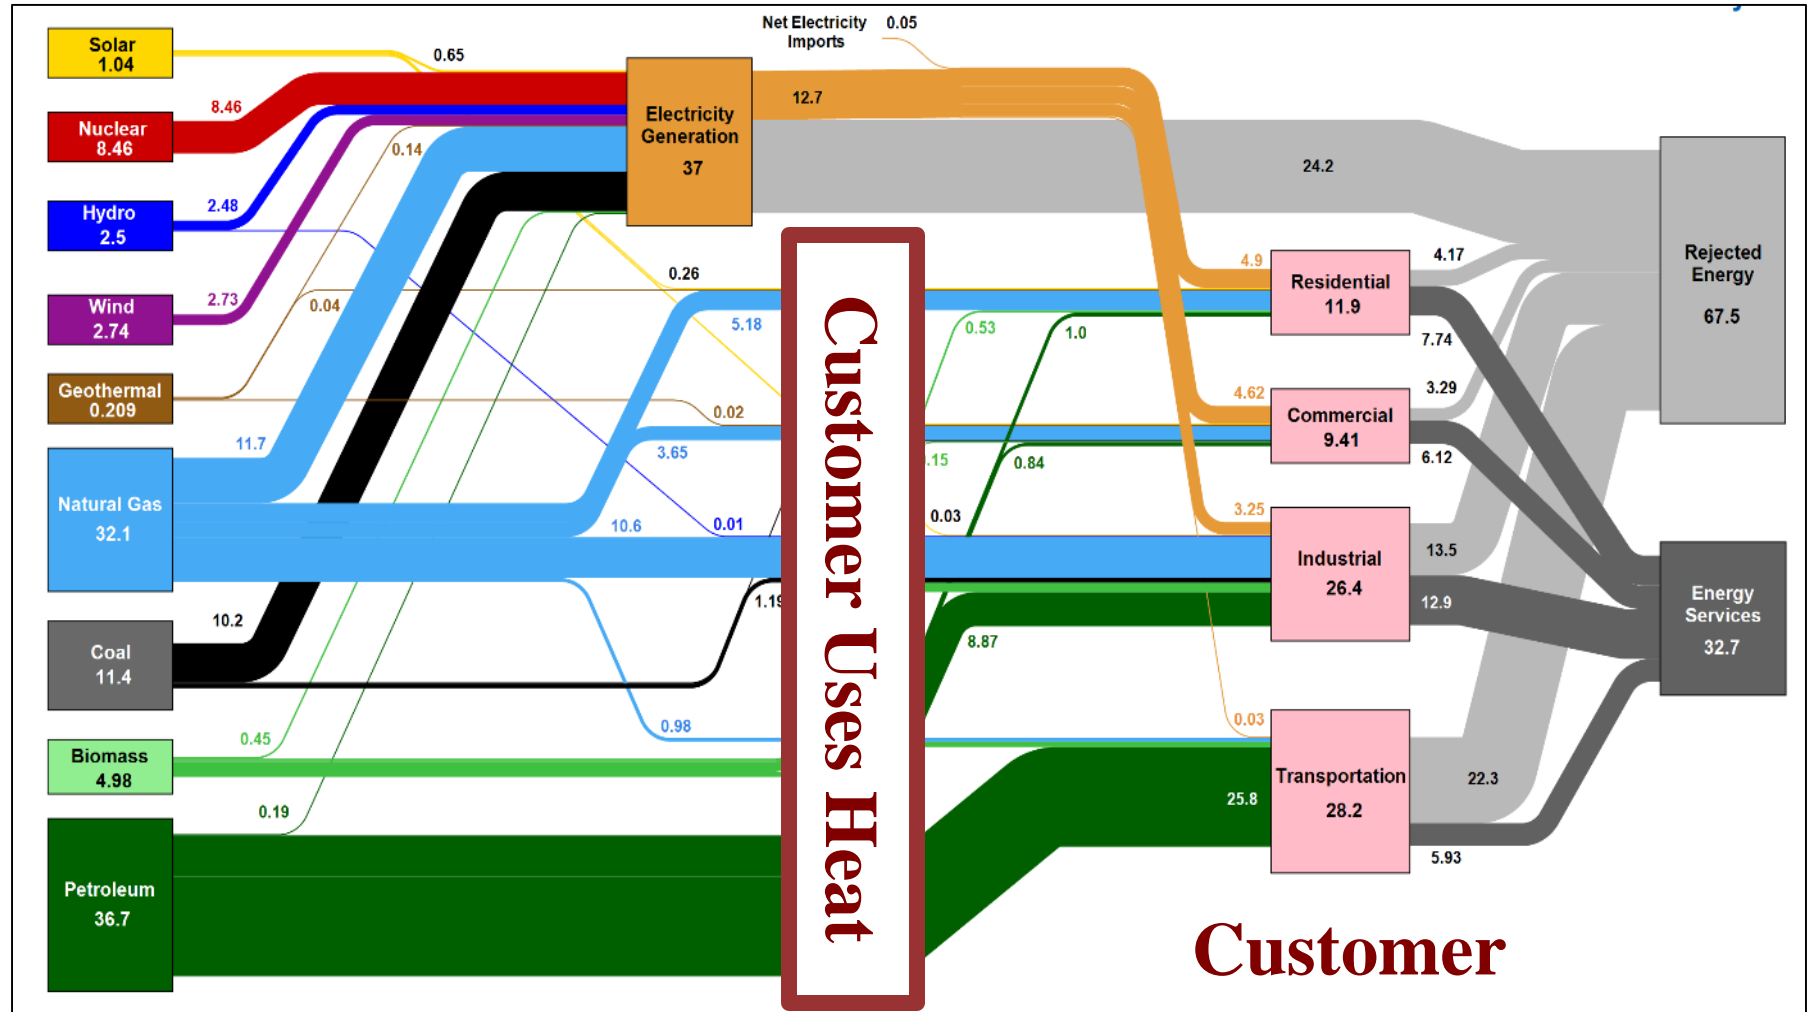 Net Electricity 0.05
Imports
Solar
1.04
0.65
Nuclear
8.46
8.46
Hydro
2.5
2.48
Wind
2.74
2.73
Geothermal
0.209
0.14
0.04
Natural Gas
32.1
11.7
Coal
11.4
10.2
Biomass
4.98
0.45
Petroleum
36.7
0.19
Electricity
Generation
37
12.7
24.2
0.26
5.18
0.02
3.65
10.6
0.01
1.19
0.98
Customer Uses Heat
0.53
1.0
.15
0.84
0.03
8.87
4.9
4.62
3.25
0.03
25.8
Residential
11.9
Commercial
9.41
Industrial
26.4
Transportation
28.2
4.17
7.74
3.29
6.12
13.5
12.9
22.3
5.93
Rejected
Energy
67.5
Energy
Services
32.7
Customer